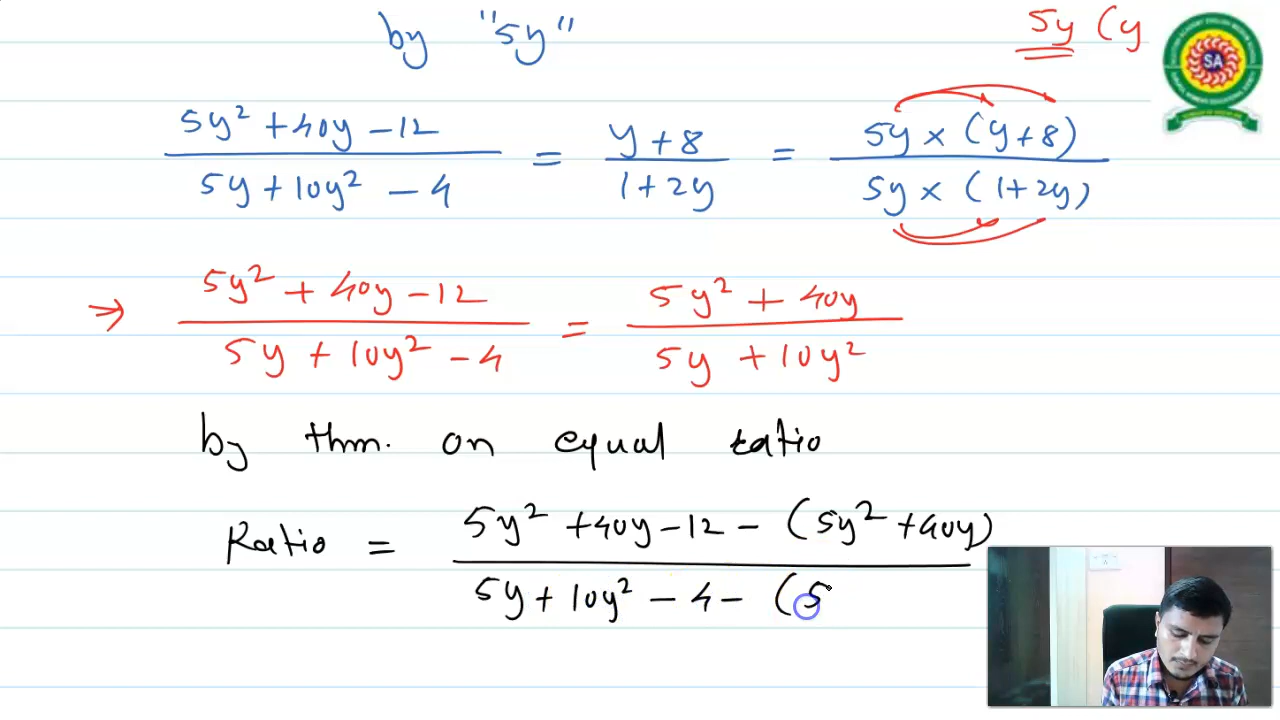 by "5y"
5y (y
SA
5y² + 40y - 12 / 5y + 10y² - 4 = y + 8 / 1 + 2y = 5y × (y + 8) / 5y × (1 + 2y)
⇒ 5y² + 40y - 12 / 5y + 10y² - 4 = 5y² + 40y / 5y + 10y²
by thm. on equal ratio
Ratio = 5y² + 40y - 12 - (5y² + 40y) / 5y + 10y² - 4 - (5